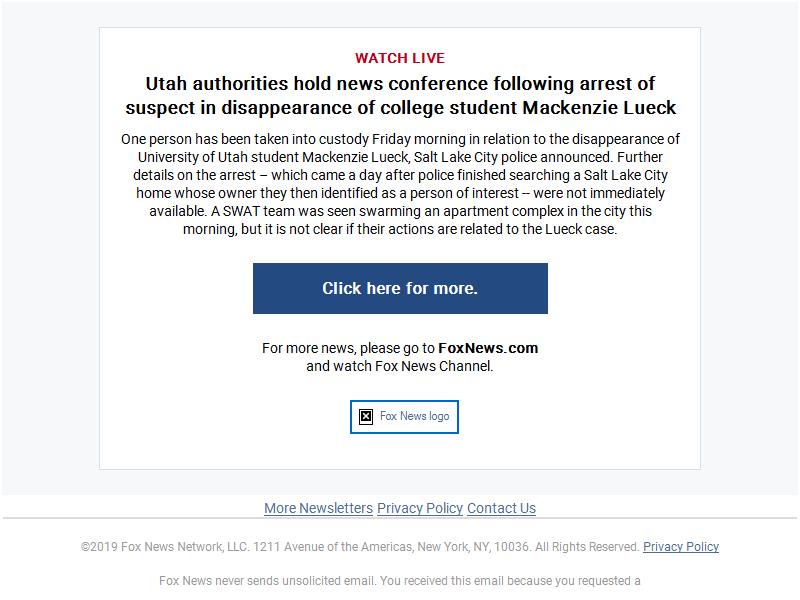 WATCH LIVE
Utah authorities hold news conference following arrest of
suspect in disappearance of college student Mackenzie Lueck
One person has been taken into custody Friday morning in relation to the disappearance of
University of Utah student Mackenzie Lueck, Salt Lake City police announced. Further
details on the arrest – which came a day after police finished searching a Salt Lake City
home whose owner they then identified as a person of interest -- were not immediately
available. A SWAT team was seen swarming an apartment complex in the city this
morning, but it is not clear if their actions are related to the Lueck case.
Click here for more.
For more news, please go to FoxNews.com
and watch Fox News Channel.
Fox News logo
More Newsletters Privacy Policy Contact Us
©2019 Fox News Network, LLC. 1211 Avenue of the Americas, New York, NY, 10036. All Rights Reserved. Privacy Policy
Fox News never sends unsolicited email. You received this email because you requested a